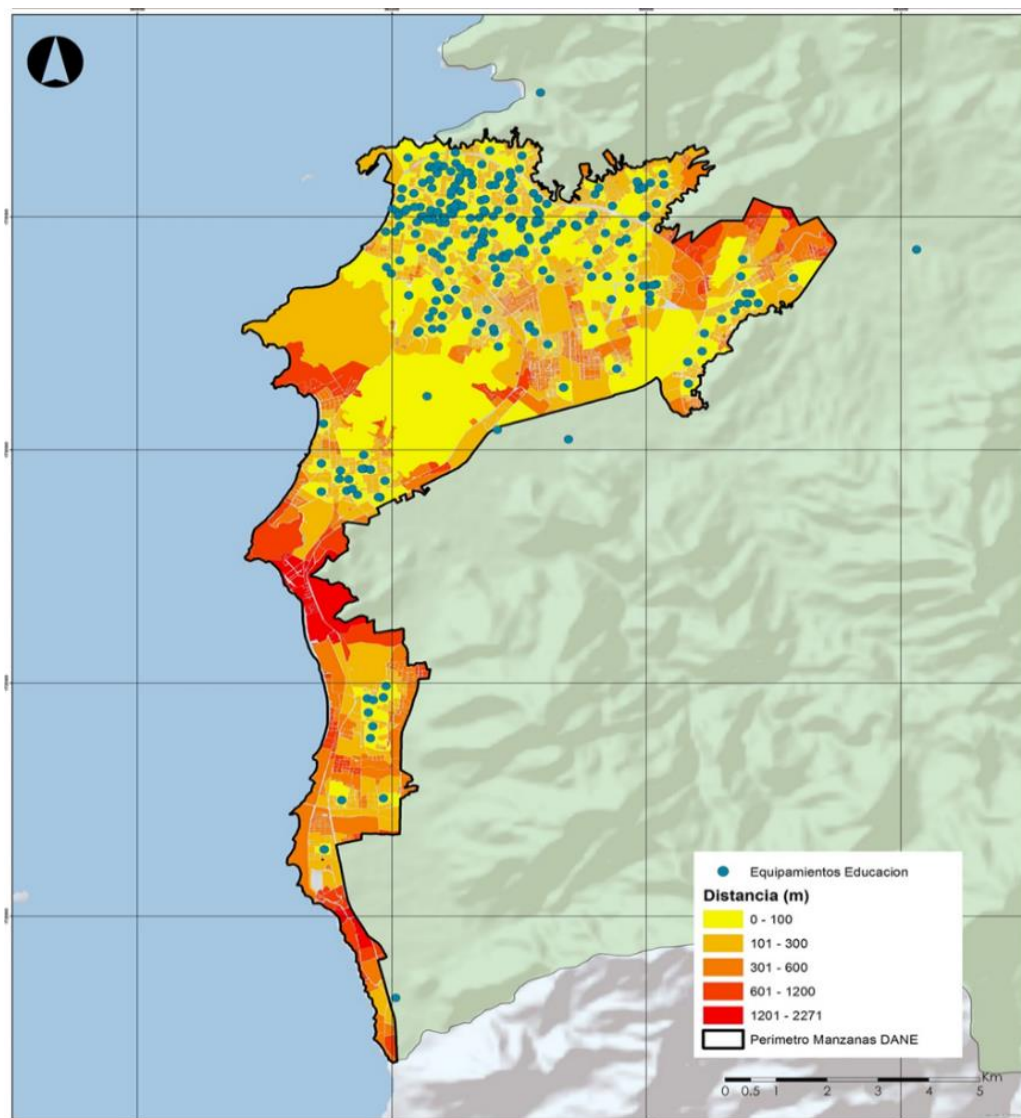 Equipamientos Educacion
Distancia (m)
0 - 100
101 - 300
301 - 600
601 - 1200
1201 - 2271
Perimetro Manzanas DANE
Km
0 0.5 1 2 3 4 5